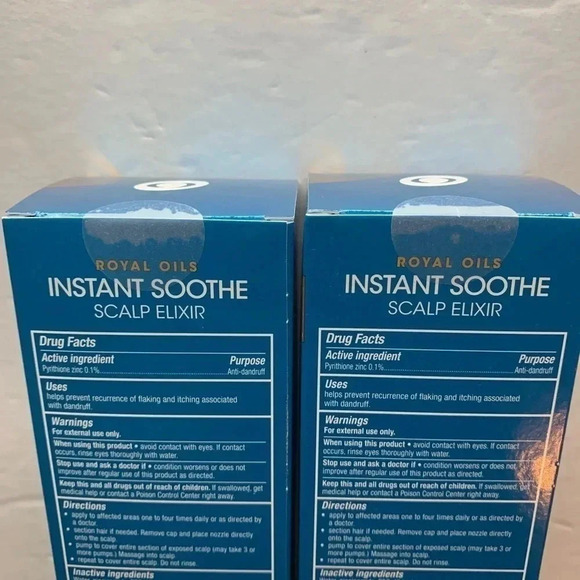 ROYAL OILS
INSTANT SOOTHE
SCALP ELIXIR
Drug Facts
Active ingredient Purpose
Pyrithione zinc 0.1% Anti-dandruff
Uses
helps prevent recurrence of flaking and itching associated
with dandruff.
Warnings
For external use only.
When using this product • avoid contact with eyes. If contact
occurs, rinse eyes thoroughly with water.
Stop use and ask a doctor if • condition worsens or does not
improve after regular use of this product as directed.
Keep this and all drugs out of reach of children. If swallowed, get
medical help or contact a Poison Control Center right away.
Directions
• apply to affected areas one to four times daily or as directed by
a doctor.
• section hair if needed. Remove cap and place nozzle directly
onto the scalp.
• pump to cover entire section of exposed scalp (may take 3 or
more pumps.) Massage into scalp.
• repeat to cover entire scalp. Do not rinse.
Inactive ingredients
ROYAL OILS
INSTANT SOOTHE
SCALP ELIXIR
Drug Facts
Active ingredient Purpose
Pyrithione zinc 0.1% Anti-dandruff
Uses
helps prevent recurrence of flaking and itching associated
with dandruff.
Warnings
For external use only.
When using this product • avoid contact with eyes. If contact
occurs, rinse eyes thoroughly with water.
Stop use and ask a doctor if • condition worsens or does not
improve after regular use of this product as directed.
Keep this and all drugs out of reach of children. If swallowed, get
medical help or contact a Poison Control Center right away.
Directions
• apply to affected areas one to four times daily or as directed by
a doctor.
• section hair if needed. Remove cap and place nozzle directly
onto the scalp.
• pump to cover entire section of exposed scalp (may take 3 or
more pumps.) Massage into scalp.
• repeat to cover entire scalp. Do not rinse.
Inactive ingredients